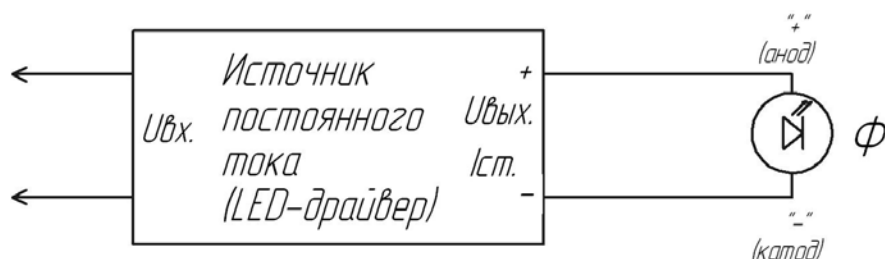 Uвх.
Источник
постоянного
тока
(LED-драйвер)
+
Uвых.
Iст.
−
"+"
(анод)
Ф
"−"
(катод)